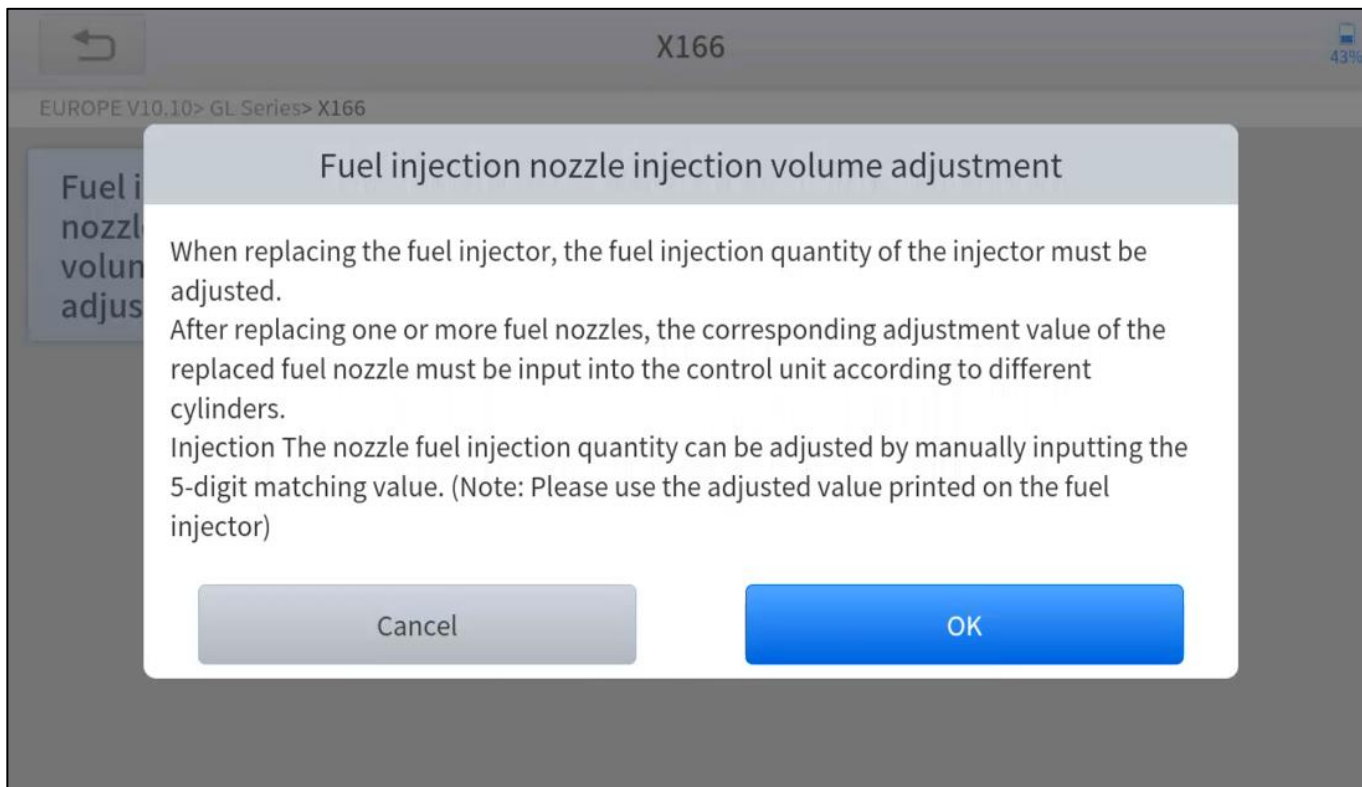 X166
43%
EUROPE V10.10> GL Series> X166
Fuel i
nozzl
volun
adjus
Fuel injection nozzle injection volume adjustment
When replacing the fuel injector, the fuel injection quantity of the injector must be
adjusted.
After replacing one or more fuel nozzles, the corresponding adjustment value of the
replaced fuel nozzle must be input into the control unit according to different
cylinders.
Injection The nozzle fuel injection quantity can be adjusted by manually inputting the
5-digit matching value. (Note: Please use the adjusted value printed on the fuel
injector)
Cancel
OK